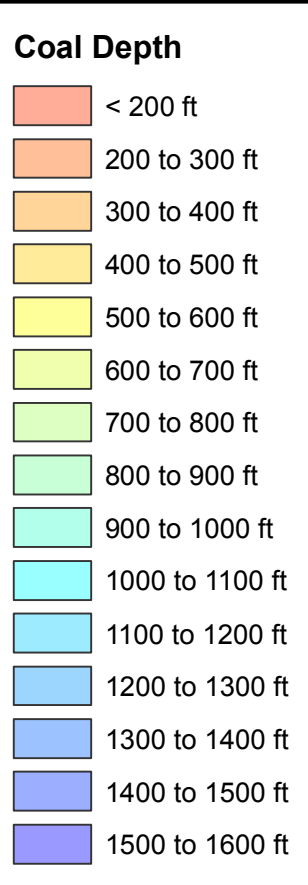 Coal Depth
< 200 ft
200 to 300 ft
300 to 400 ft
400 to 500 ft
500 to 600 ft
600 to 700 ft
700 to 800 ft
800 to 900 ft
900 to 1000 ft
1000 to 1100 ft
1100 to 1200 ft
1200 to 1300 ft
1300 to 1400 ft
1400 to 1500 ft
1500 to 1600 ft